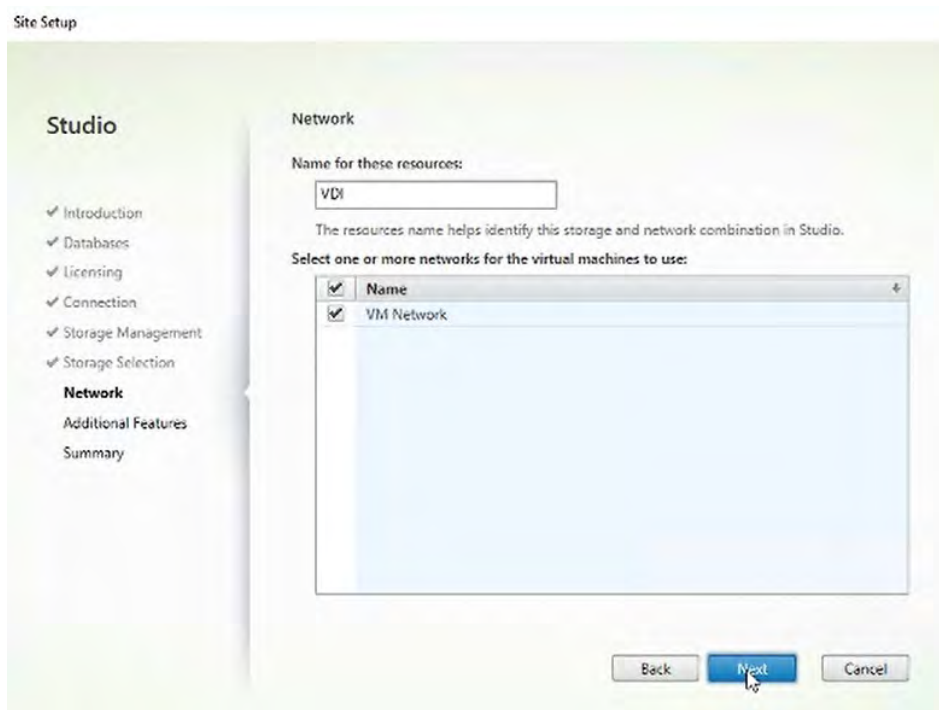 Site Setup
Studio
Introduction
Databases
Licensing
Connection
Storage Management
Storage Selection
Network
Additional Features
Summary
Network
Name for these resources:
VDI
The resources name helps identify this storage and network combination in Studio.
Select one or more networks for the virtual machines to use:
Name
VM Network
Back Next Cancel